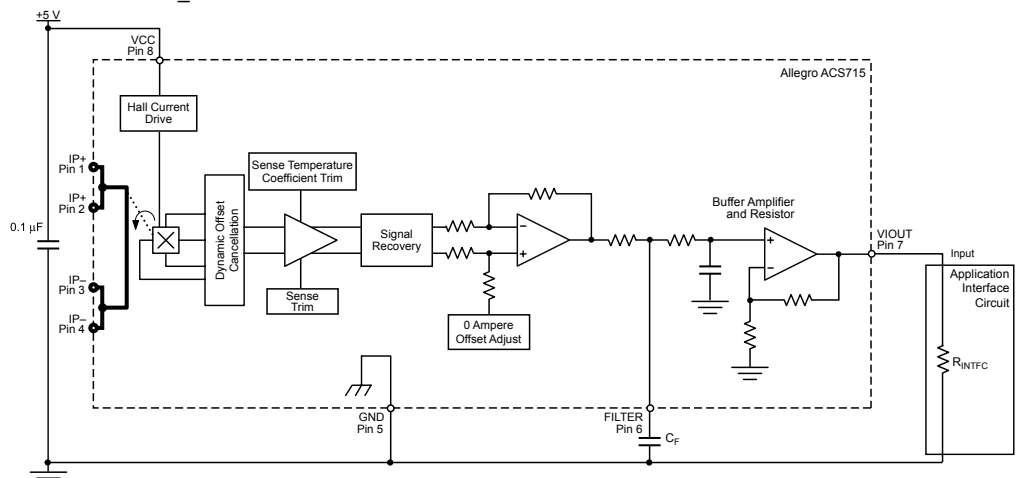 +5 V
VCC
Pin 8
Allegro ACS715
Hall Current
Drive
IP+
Pin 1
IP+
Pin 2
0.1 µF
IP–
Pin 3
IP–
Pin 4
Dynamic Offset
Cancellation
Sense Temperature
Coefficient Trim
Sense
Trim
Signal
Recovery
0 Ampere
Offset Adjust
Buffer Amplifier
and Resistor
VIOUT
Pin 7
Input
Application
Interface
Circuit
RINTFC
GND
Pin 5
FILTER
Pin 6
CF